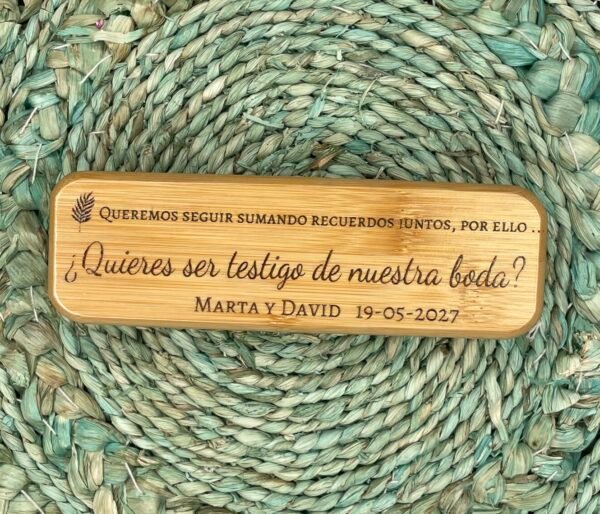 Queremos seguir sumando recuerdos juntos, por ello ...
¿Quieres ser testigo de nuestra boda?
Marta y David 19-05-2027